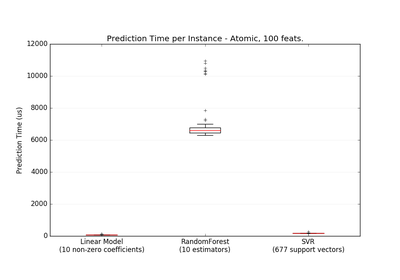 Prediction Time per Instance - Atomic, 100 feats.
12000
10000
8000
6000
4000
2000
0
Prediction Time (us)
Linear Model
(10 non-zero coefficients)
RandomForest
(10 estimators)
SVR
(677 support vectors)